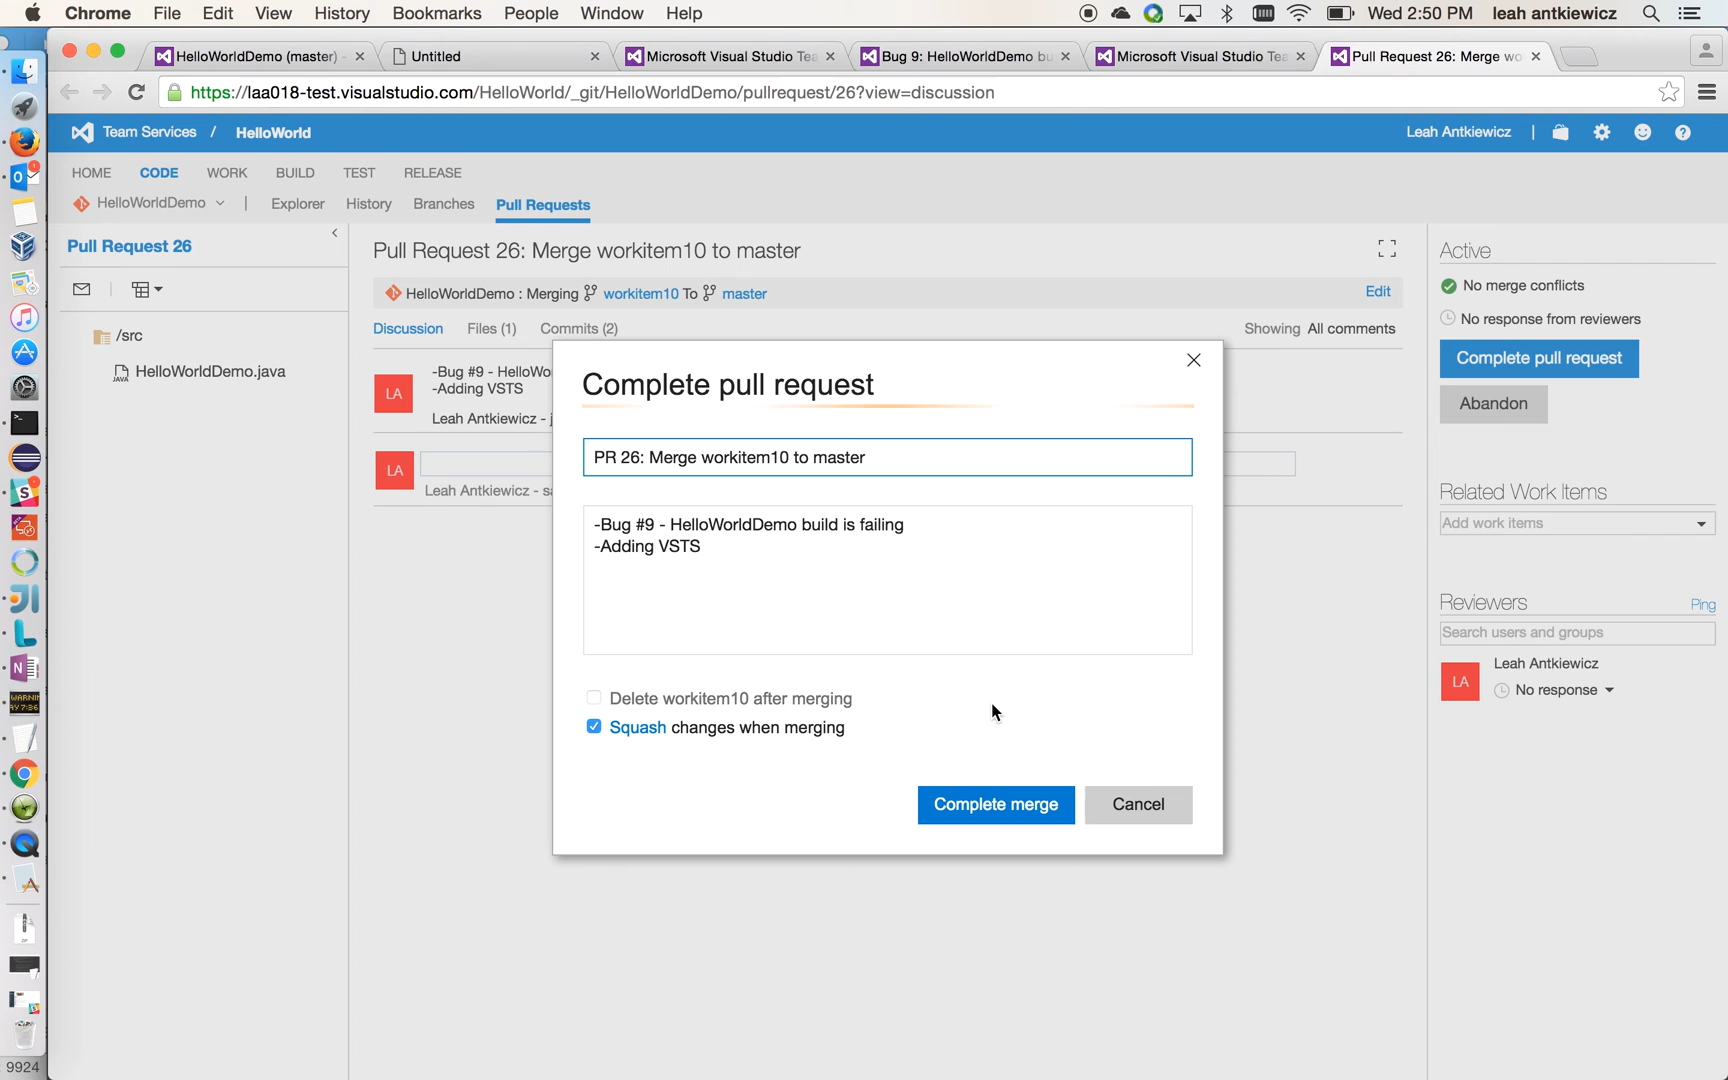 Chrome File Edit View History Bookmarks People Window Help Wed 2:50 PM leah antkiewicz
HelloWorldDemo (master) - Untitled Microsoft Visual Studio Tea Bug 9: HelloWorldDemo bu Microsoft Visual Studio Tea Pull Request 26: Merge wo
https://laa018-test.visualstudio.com/HelloWorld/_git/HelloWorldDemo/pullrequest/26?view=discussion
Team Services / HelloWorld Leah Antkiewicz
HOME CODE WORK BUILD TEST RELEASE
HelloWorldDemo | Explorer History Branches Pull Requests
Pull Request 26
/src
HelloWorldDemo.java
JAVA
Pull Request 26: Merge workitem10 to master
HelloWorldDemo : Merging workitem10 To master Edit
Discussion Files (1) Commits (2) Showing All comments
LA
-Bug #9 - HelloWo
-Adding VSTS
Leah Antkiewicz - j
LA
Leah Antkiewicz - sa
Complete pull request
PR 26: Merge workitem10 to master
-Bug #9 - HelloWorldDemo build is failing
-Adding VSTS
Delete workitem10 after merging
Squash changes when merging
Complete merge Cancel
Active
No merge conflicts
No response from reviewers
Complete pull request
Abandon
Related Work Items
Add work items
Reviewers Ping
Search users and groups
LA
Leah Antkiewicz
No response
9924